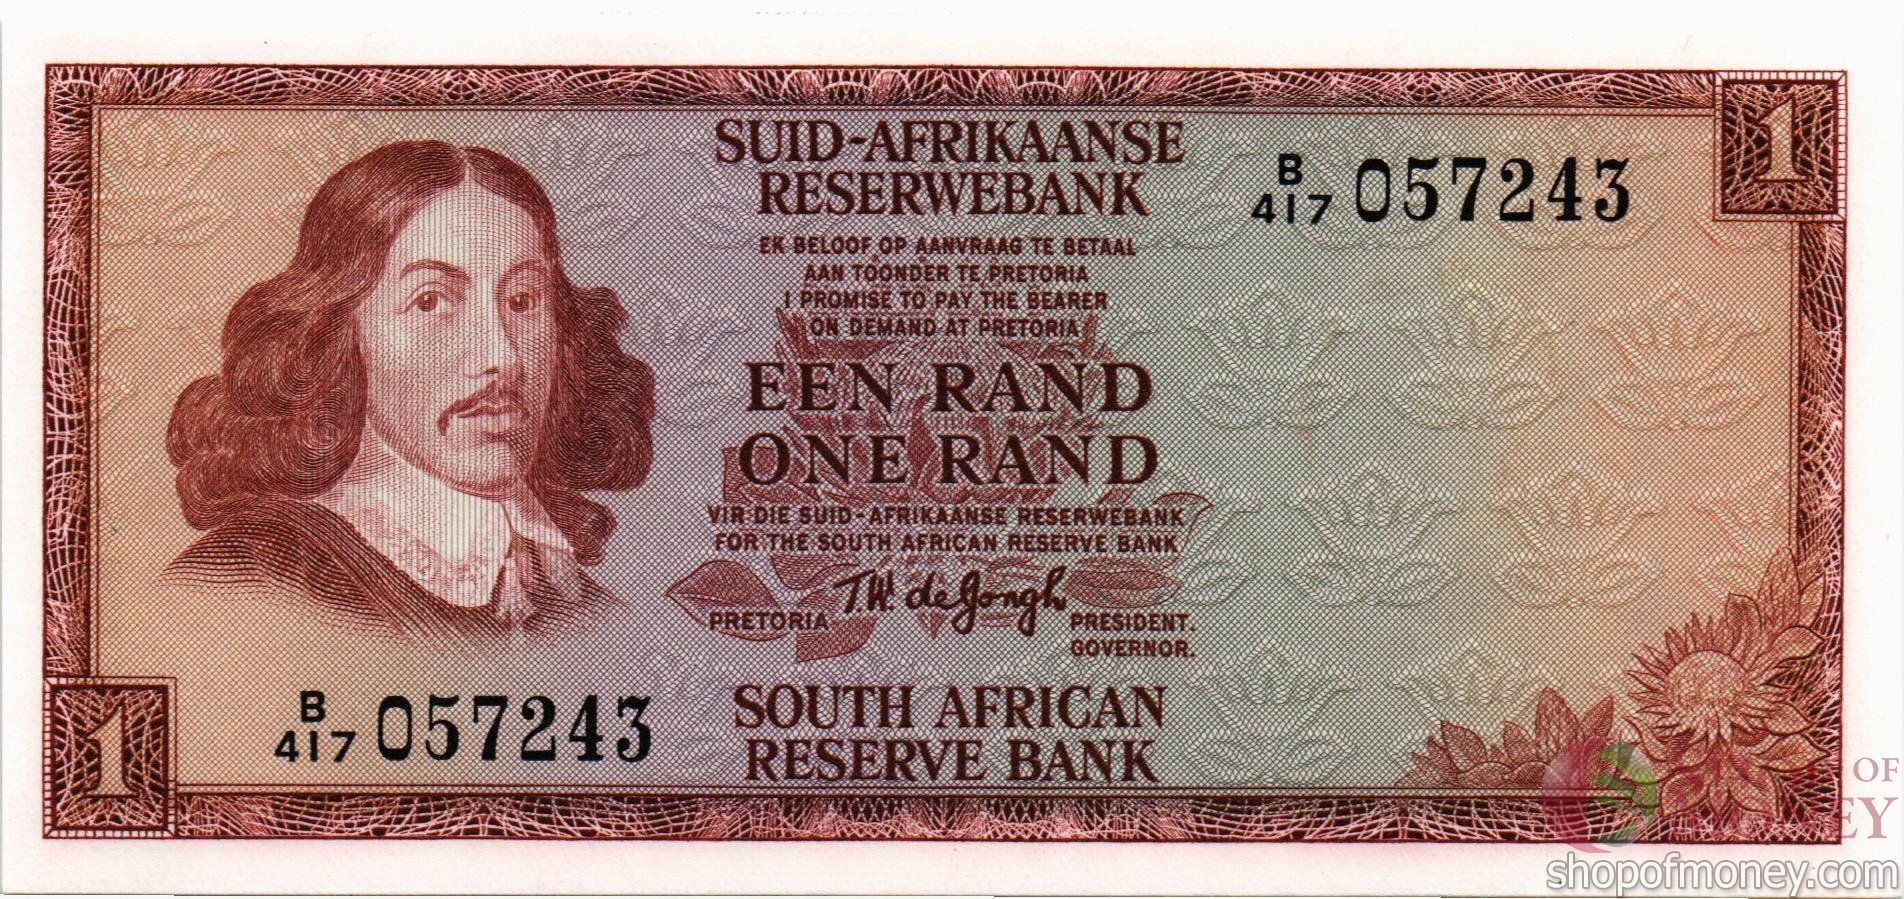 1
SUID-AFRIKAANSE
RESERWEBANK
B
417 057243
EK BELOOF OP AANVRAAG TE BETAAL
AAN TOONDER TE PRETORIA
I PROMISE TO PAY THE BEARER
ON DEMAND AT PRETORIA
EEN RAND
ONE RAND
VIR DIE SUID-AFRIKAANSE RESERWEBANK
FOR THE SOUTH AFRICAN RESERVE BANK
T.W. de Jongh
PRETORIA
PRESIDENT.
GOVERNOR.
B
417 057243
SOUTH AFRICAN
RESERVE BANK
1
OF
shopofmoney.com